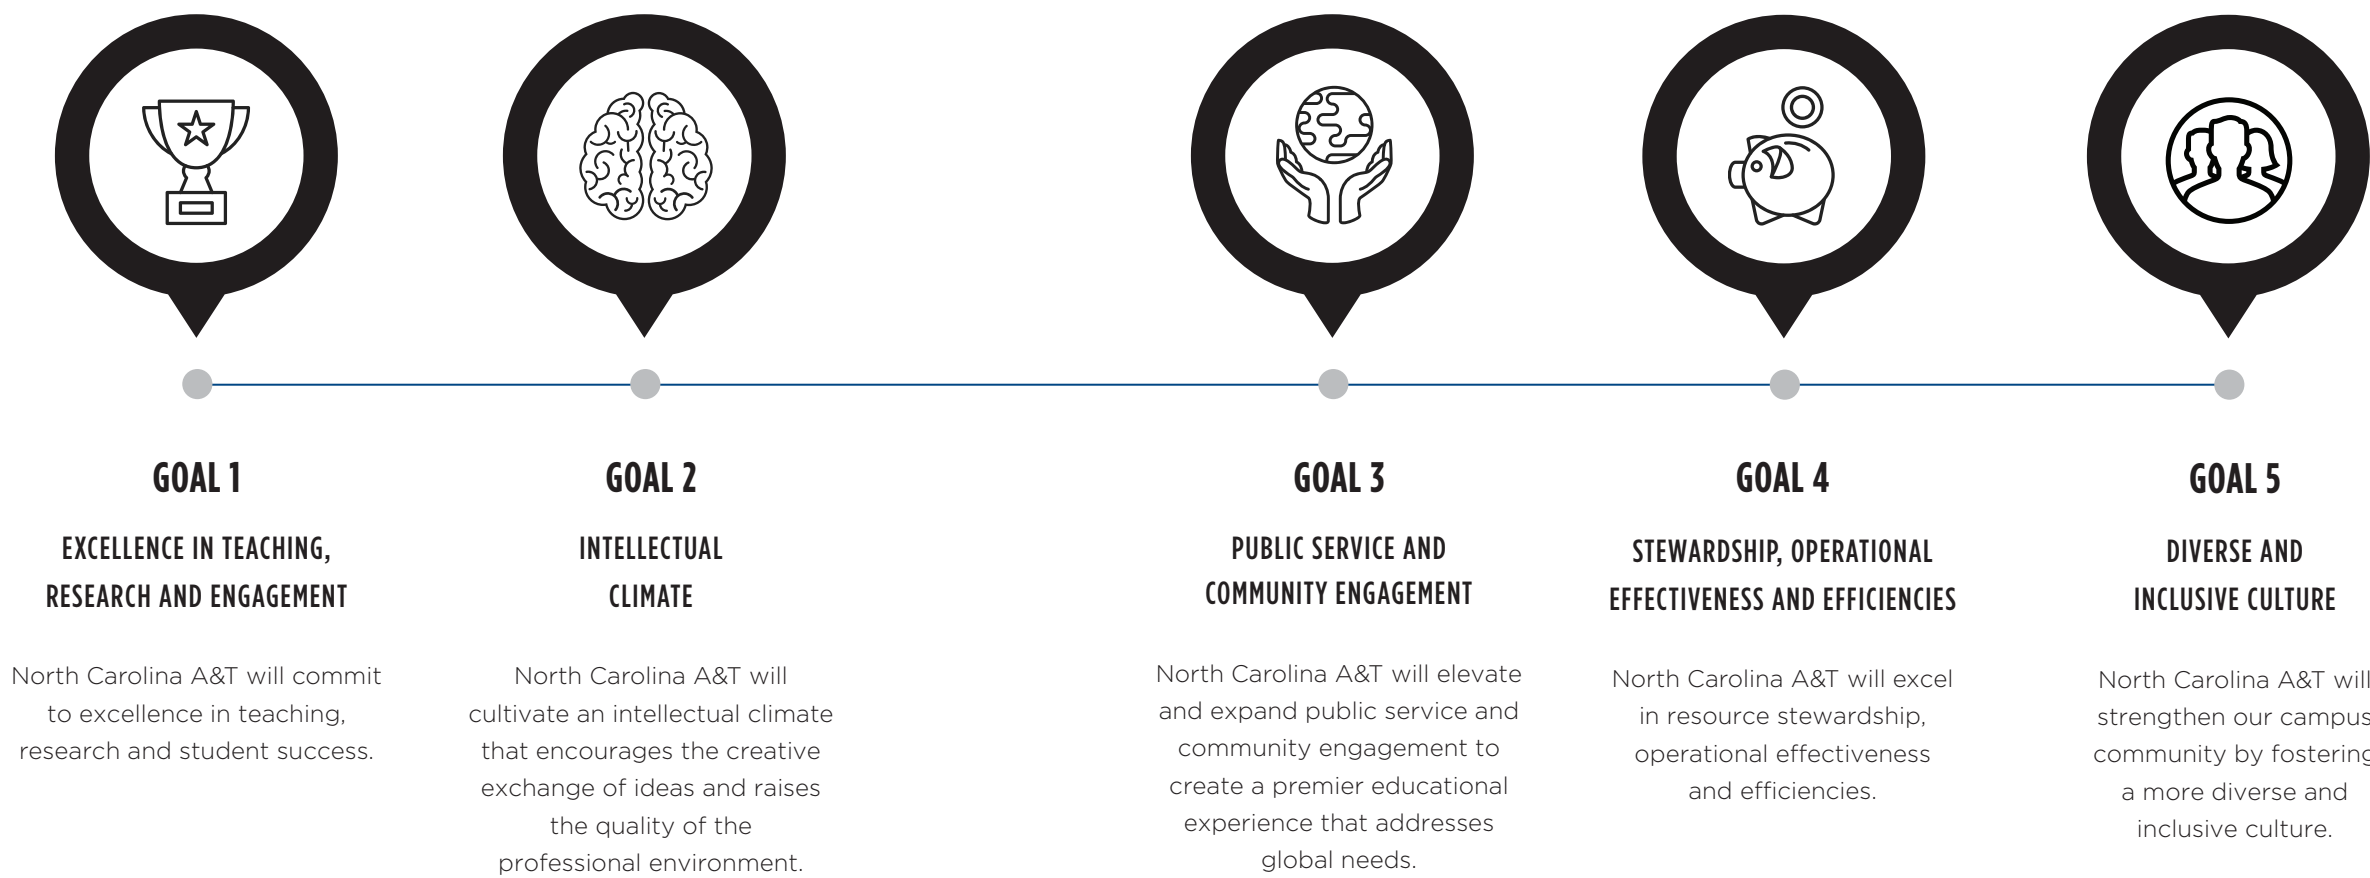 GOAL 1
EXCELLENCE IN TEACHING,
RESEARCH AND ENGAGEMENT
North Carolina A&T will commit
to excellence in teaching,
research and student success.
GOAL 2
INTELLECTUAL
CLIMATE
North Carolina A&T will
cultivate an intellectual climate
that encourages the creative
exchange of ideas and raises
the quality of the
professional environment.
GOAL 3
PUBLIC SERVICE AND
COMMUNITY ENGAGEMENT
North Carolina A&T will elevate
and expand public service and
community engagement to
create a premier educational
experience that addresses
global needs.
GOAL 4
STEWARDSHIP, OPERATIONAL
EFFECTIVENESS AND EFFICIENCIES
North Carolina A&T will excel
in resource stewardship,
operational effectiveness
and efficiencies.
GOAL 5
DIVERSE AND
INCLUSIVE CULTURE
North Carolina A&T will
strengthen our campus
community by fostering
a more diverse and
inclusive culture.